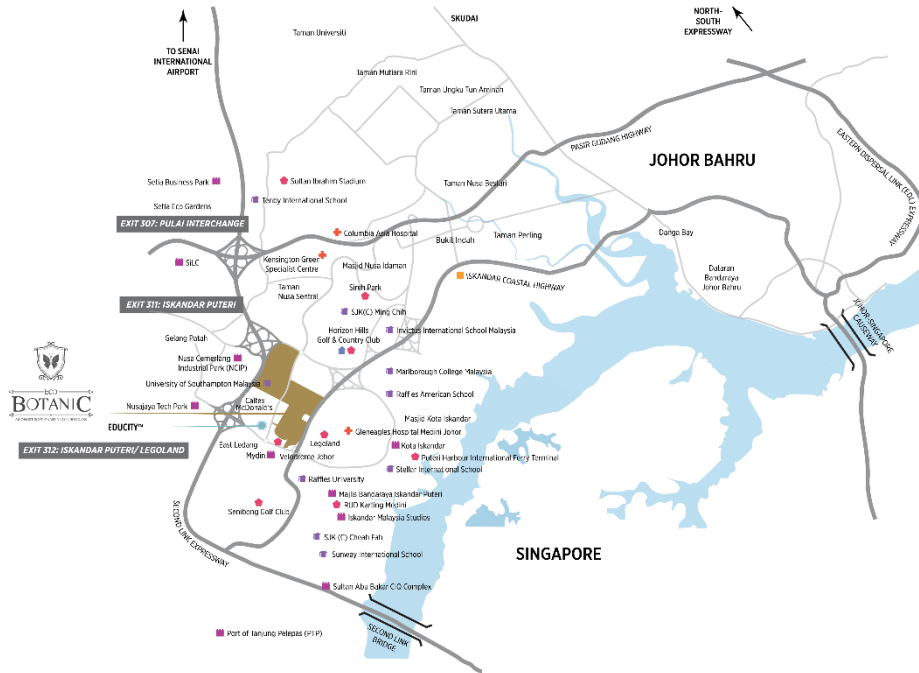 SKUDAI
NORTH-
SOUTH
EXPRESSWAY
TO SENAI
INTERNATIONAL
AIRPORT
Taman Universiti
Taman Mutiara Rini
Taman Ungku Tun Aminah
Taman Sutera Utama
PASIR GUDANG HIGHWAY
JOHOR BAHRU
EASTERN DISPERSAL LINK (EDL) EXPRESSWAY
Setia Business Park
Sultan Ibrahim Stadium
Taman Nusa Bestari
Setia Eco Gardens
Tenby International School
EXIT 307: PULAI INTERCHANGE
Columbia Asia Hospital
Bukit Indah
Taman Perling
Danga Bay
SiLC
Kensington Green
Specialist Centre
Masjid Nusa Idaman
ISKANDAR COASTAL HIGHWAY
Dataran
Bandaraya
Johor Bahru
Taman
Nusa Sentral
Sireh Park
EXIT 311: ISKANDAR PUTERI
SJK(C) Ming Chih
JOHOR-SINGAPORE
CAUSEWAY
Gelang Patah
Horizon Hills
Golf & Country Club
Invictus International School Malaysia
Nusa Cemerlang
Industrial Park (NCIP)
Marlborough College Malaysia
University of Southampton Malaysia
ECO
BOTANIC
Caltex
McDonald's
Raffles American School
Nusajaya Tech Park
Masjid Kota Iskandar
EDUCITY™
Gleneagles Hospital Medini Johor
East Ledang
Legoland
Kota Iskandar
EXIT 312: ISKANDAR PUTERI/ LEGOLAND
Mydin
Velodrome Johor
Puteri Harbour International Ferry Terminal
Stellar International School
Raffles University
Majlis Bandaraya Iskandar Puteri
Senibong Golf Club
RUD Karting Medini
Iskandar Malaysia Studios
SECOND LINK EXPRESSWAY
SJK (C) Cheah Fah
Sunway International School
SINGAPORE
Sultan Abu Bakar CIQ Complex
Port of Tanjung Pelepas (PTP)
SECOND LINK
BRIDGE